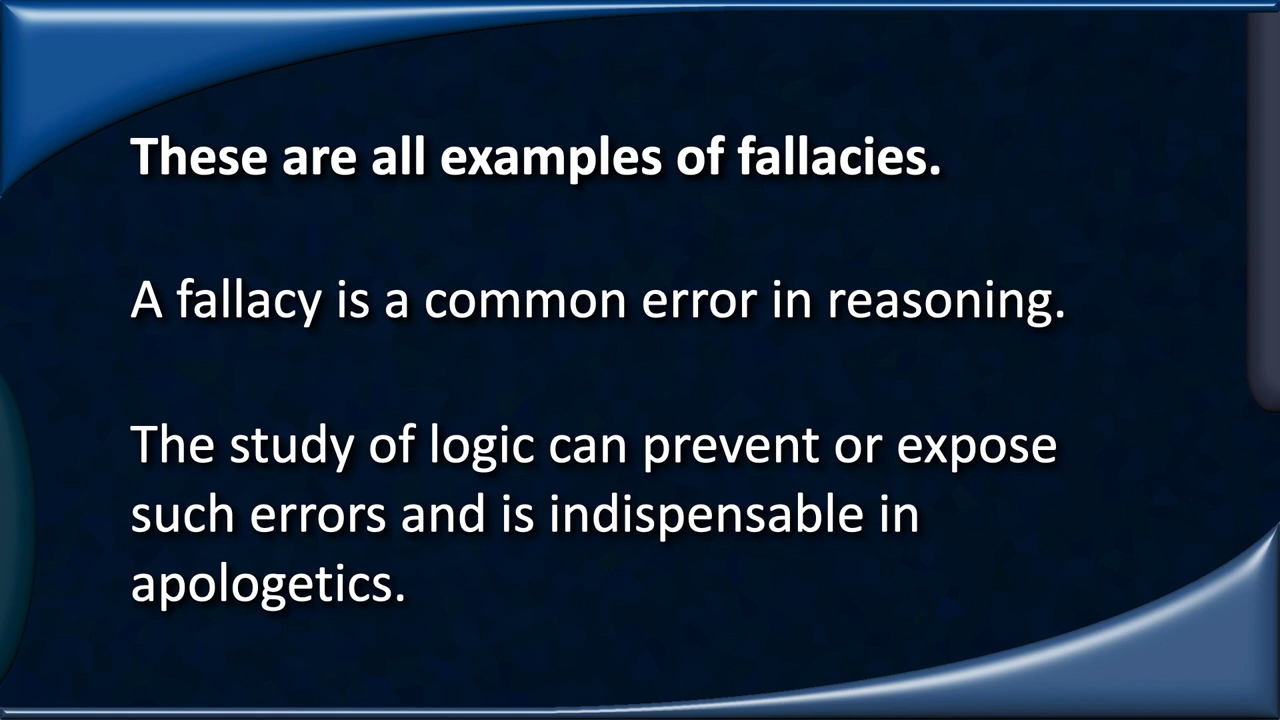 These are all examples of fallacies.
A fallacy is a common error in reasoning.
The study of logic can prevent or expose
such errors and is indispensable in
apologetics.